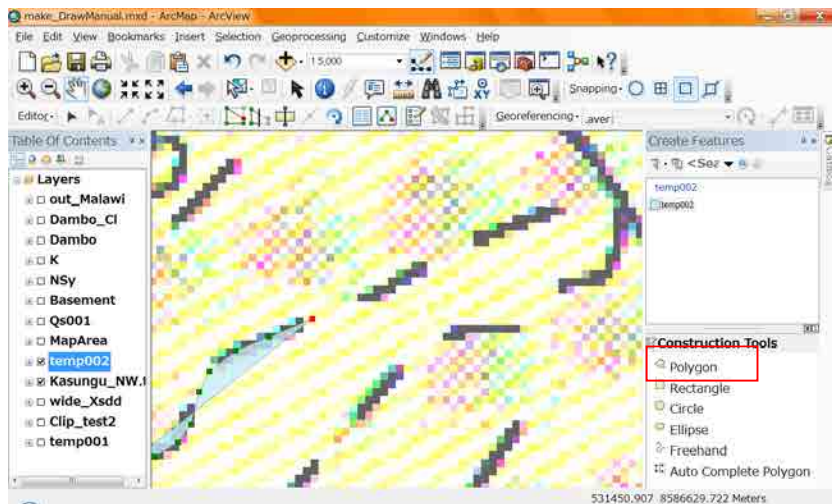 make_DrawManual.mxd - ArcMap - ArcView
File Edit View Bookmarks Insert Selection Geoprocessing Customize Windows Help
15,000
Snapping
Editor
Georeferencing
Table Of Contents
Layers
out_Malawi
Dambo_Cl
Dambo
K
NSy
Basement
Qs001
MapArea
temp002
Kasungu_NW.
wide_Xsdd
Clip_test2
temp001
Create Features
temp002
temp002
Construction Tools
Polygon
Rectangle
Circle
Ellipse
Freehand
Auto Complete Polygon
531450.907 8586629.722 Meters